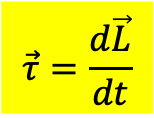 τ⃗ = dL⃗/dt